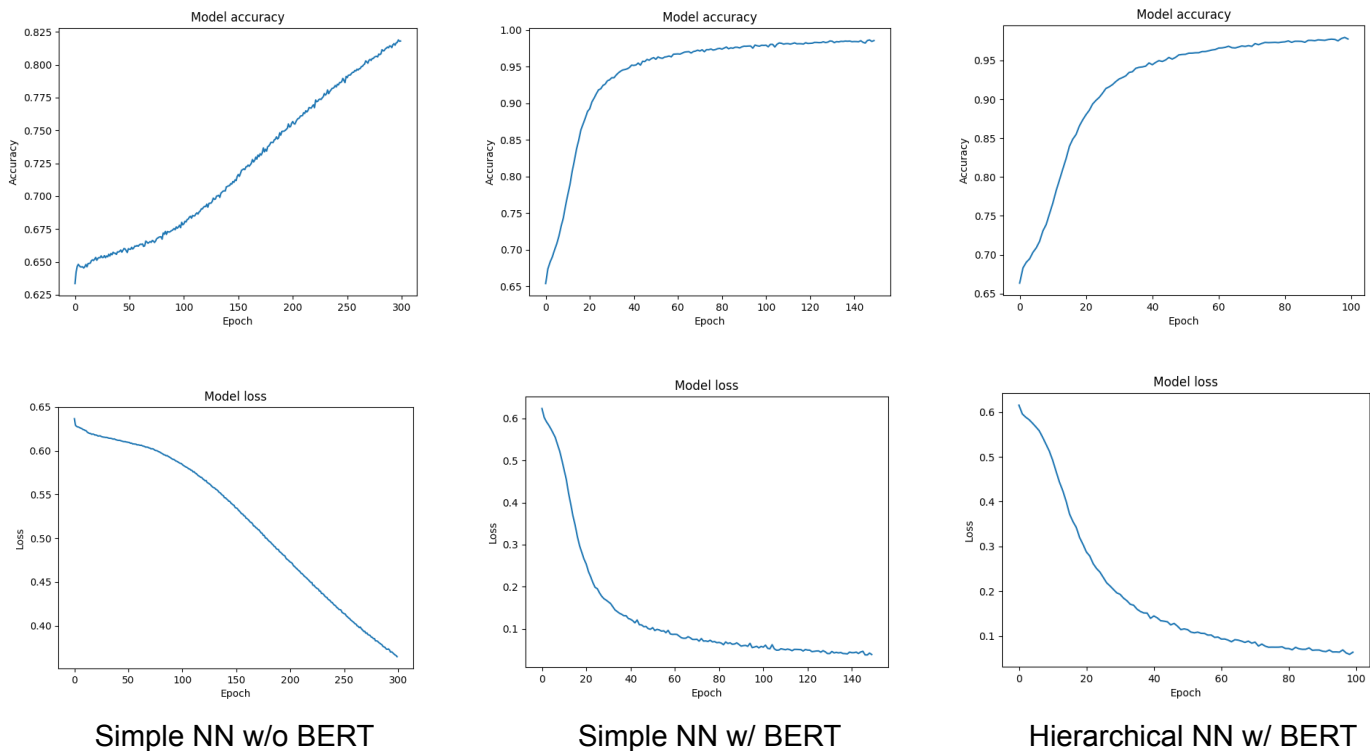 Model accuracy
0.825
0.800
0.775
0.750
0.725
0.700
0.675
0.650
0.625
Accuracy
0 50 100 150 200 250 300
Epoch
Model accuracy
1.00
0.95
0.90
0.85
0.80
0.75
0.70
0.65
Accuracy
0 20 40 60 80 100 120 140
Epoch
Model accuracy
0.95
0.90
0.85
0.80
0.75
0.70
0.65
Accuracy
0 20 40 60 80 100
Epoch
Model loss
0.65
0.60
0.55
0.50
0.45
0.40
Loss
0 50 100 150 200 250 300
Epoch
Model loss
0.6
0.5
0.4
0.3
0.2
0.1
Loss
0 20 40 60 80 100 120 140
Epoch
Model loss
0.6
0.5
0.4
0.3
0.2
0.1
Loss
0 20 40 60 80 100
Epoch
Simple NN w/o BERT
Simple NN w/ BERT
Hierarchical NN w/ BERT